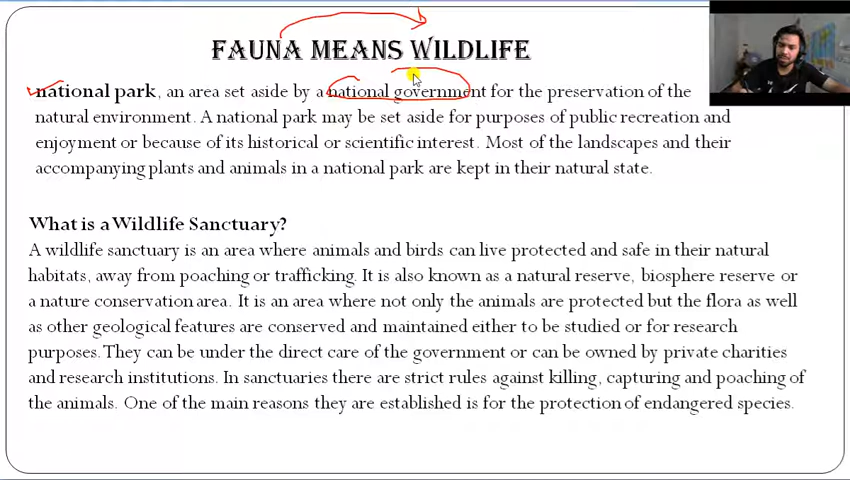 FAUNA MEANS WILDLIFE
national park, an area set aside by a national government for the preservation of the
natural environment. A national park may be set aside for purposes of public recreation and
enjoyment or because of its historical or scientific interest. Most of the landscapes and their
accompanying plants and animals in a national park are kept in their natural state.
What is a Wildlife Sanctuary?
A wildlife sanctuary is an area where animals and birds can live protected and safe in their natural
habitats, away from poaching or trafficking. It is also known as a natural reserve, biosphere reserve or
a nature conservation area. It is an area where not only the animals are protected but the flora as well
as other geological features are conserved and maintained either to be studied or for research
purposes. They can be under the direct care of the government or can be owned by private charities
and research institutions. In sanctuaries there are strict rules against killing, capturing and poaching of
the animals. One of the main reasons they are established is for the protection of endangered species.